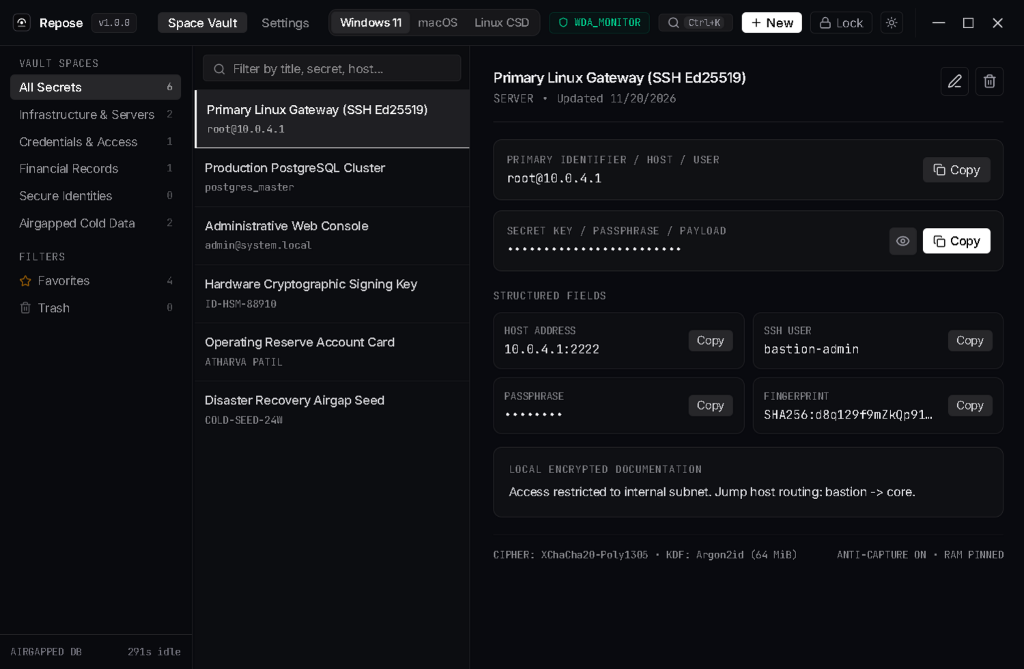 Repose v1.0.0 Space Vault Settings Windows 11 macOS Linux CSD WDA_MONITOR Ctrl+K + New Lock
VAULT SPACES
All Secrets 6
Infrastructure & Servers 2
Credentials & Access 1
Financial Records 1
Secure Identities 0
Airgapped Cold Data 2
FILTERS
Favorites 4
Trash 0
AIRGAPPED DB 291s idle
Filter by title, secret, host...
Primary Linux Gateway (SSH Ed25519)
root@10.0.4.1
Production PostgreSQL Cluster
postgres_master
Administrative Web Console
admin@system.local
Hardware Cryptographic Signing Key
ID-HSM-88910
Operating Reserve Account Card
ATHARVA PATIL
Disaster Recovery Airgap Seed
COLD-SEED-24W
Primary Linux Gateway (SSH Ed25519)
SERVER • Updated 11/20/2026
PRIMARY IDENTIFIER / HOST / USER
root@10.0.4.1
Copy
SECRET KEY / PASSPHRASE / PAYLOAD
••••••••••••••••••••••••
Copy
STRUCTURED FIELDS
HOST ADDRESS
10.0.4.1:2222
Copy
SSH USER
bastion-admin
Copy
PASSPHRASE
••••••••
Copy
FINGERPRINT
SHA256:d8q129f9mZkQp91…
Copy
LOCAL ENCRYPTED DOCUMENTATION
Access restricted to internal subnet. Jump host routing: bastion -> core.
CIPHER: XChaCha20-Poly1305 • KDF: Argon2id (64 MiB) ANTI-CAPTURE ON • RAM PINNED